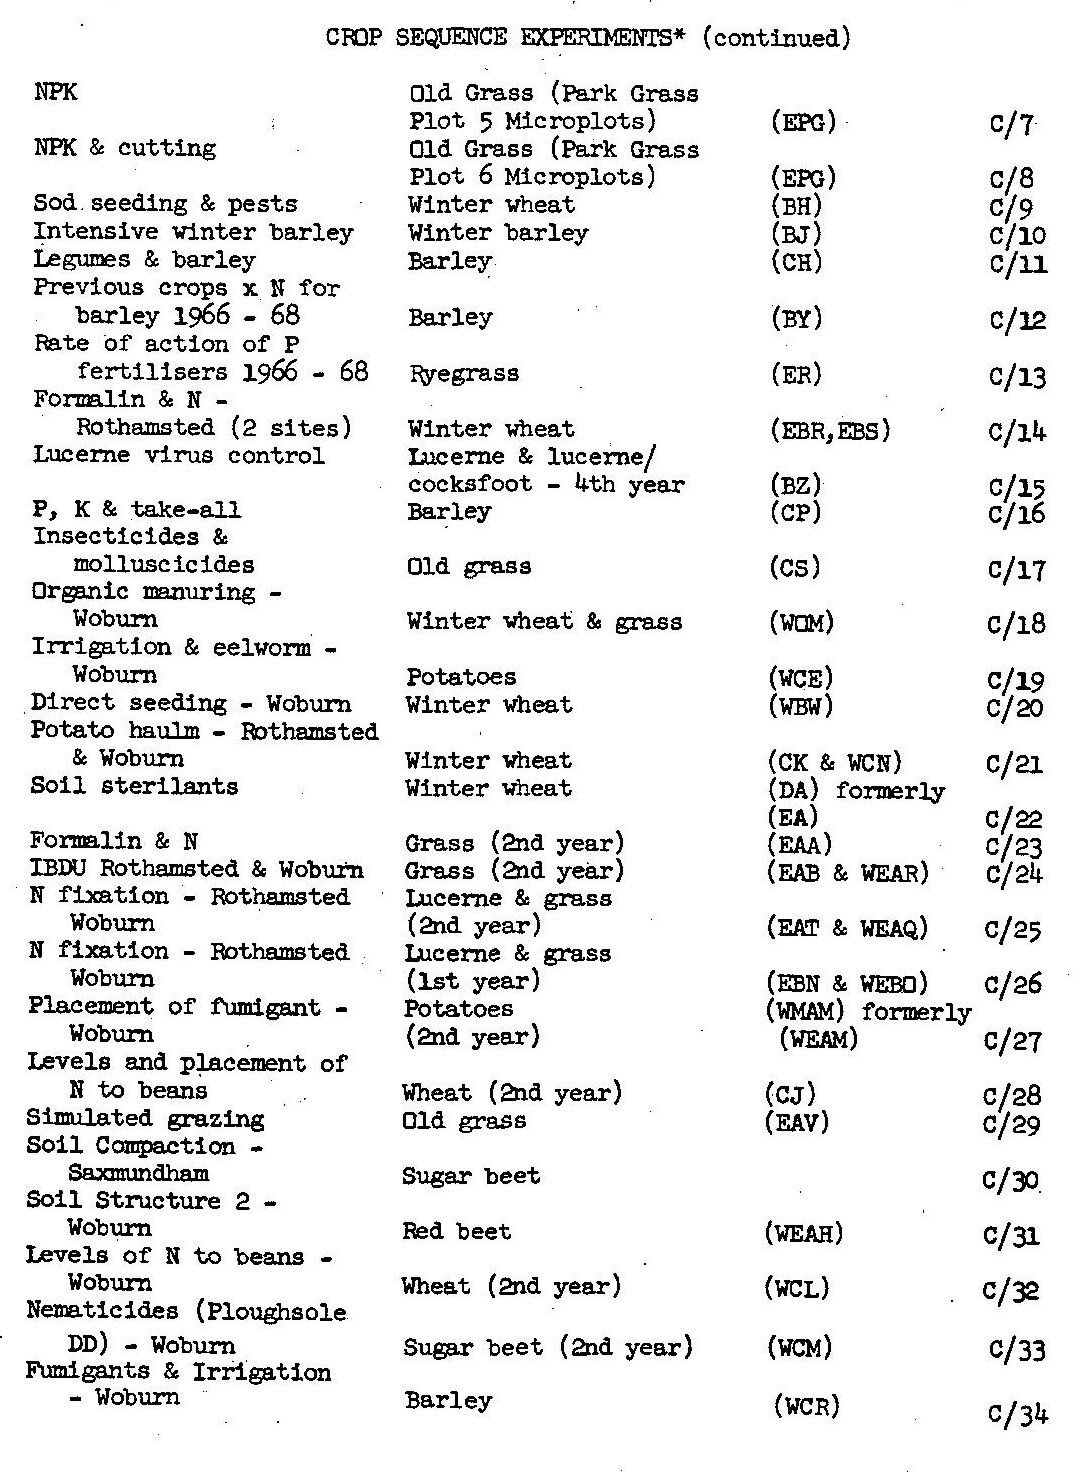 CROP SEQUENCE EXPERIMENTS* (continued)
NPK Old Grass (Park Grass
Plot 5 Microplots) (EPG) C/7
NPK & cutting Old Grass (Park Grass
Plot 6 Microplots) (EPG) C/8
Sod seeding & pests Winter wheat (BH) C/9
Intensive winter barley Winter barley (BJ) C/10
Legumes & barley Barley (CH) C/11
Previous crops x N for
barley 1966 - 68 Barley (BY) C/12
Rate of action of P
fertilisers 1966 - 68 Ryegrass (ER) C/13
Formalin & N -
Rothamsted (2 sites) Winter wheat (EBR,EBS) C/14
Lucerne virus control Lucerne & lucerne/
cocksfoot - 4th year (BZ) C/15
P, K & take-all Barley (CP) C/16
Insecticides &
molluscicides Old grass (CS) C/17
Organic manuring -
Woburn Winter wheat & grass (WOM) C/18
Irrigation & eelworm -
Woburn Potatoes (WCE) C/19
Direct seeding - Woburn Winter wheat (WBW) C/20
Potato haulm - Rothamsted
& Woburn Winter wheat (CK & WCN) C/21
Soil sterilants Winter wheat (DA) formerly
(EA) C/22
Formalin & N Grass (2nd year) (EAA) C/23
IBDU Rothamsted & Woburn Grass (2nd year) (EAB & WEAR) C/24
N fixation - Rothamsted Lucerne & grass
Woburn (2nd year) (EAT & WEAQ) C/25
N fixation - Rothamsted Lucerne & grass
Woburn (1st year) (EBN & WEBO) C/26
Placement of fumigant - Potatoes (WMAM) formerly
Woburn (2nd year) (WEAM) C/27
Levels and placement of
N to beans Wheat (2nd year) (CJ) C/28
Simulated grazing Old grass (EAV) C/29
Soil Compaction -
Saxmundham Sugar beet C/30
Soil Structure 2 -
Woburn Red beet (WEAH) C/31
Levels of N to beans -
Woburn Wheat (2nd year) (WCL) C/32
Nematicides (Ploughsole
DD) - Woburn Sugar beet (2nd year) (WCM) C/33
Fumigants & Irrigation
- Woburn Barley (WCR) C/34